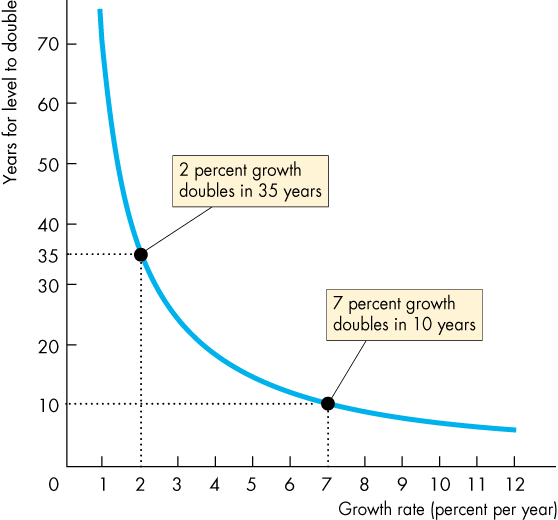 Years for level to double
70
60
50
40
35
30
20
10
2 percent growth
doubles in 35 years
7 percent growth
doubles in 10 years
0 1 2 3 4 5 6 7 8 9 10 11 12
Growth rate (percent per year)